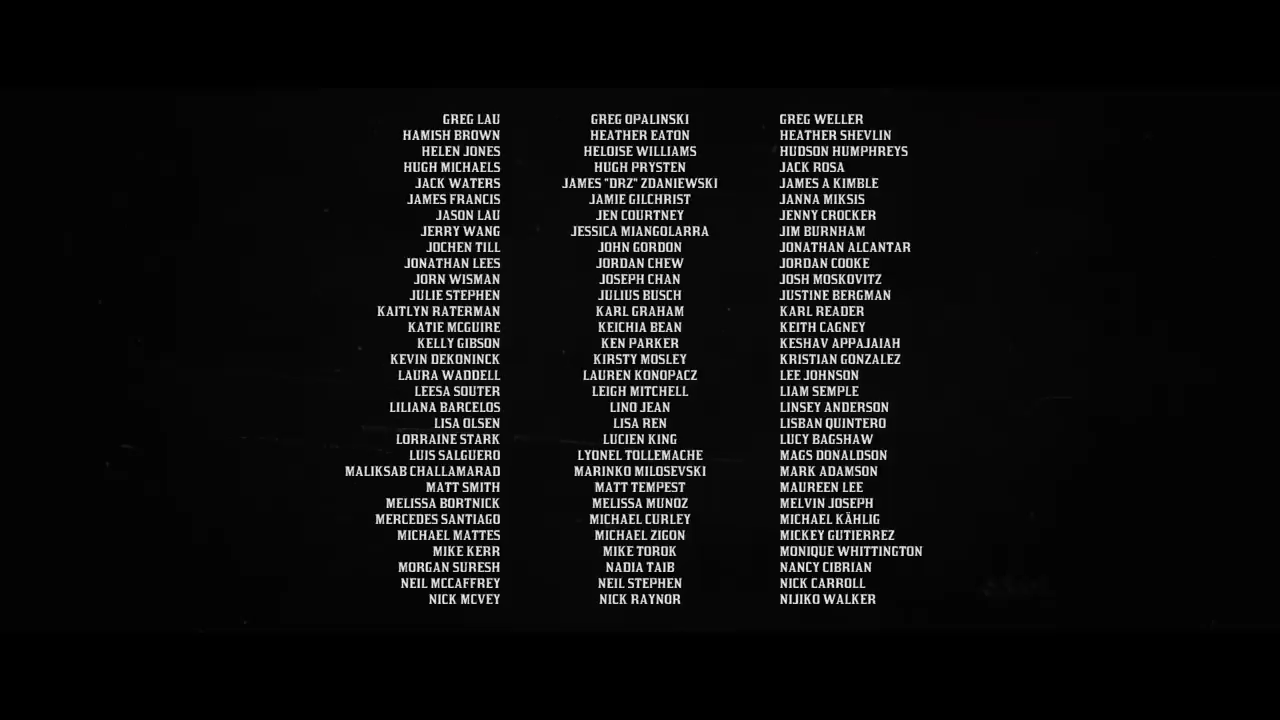 GREG LAU GREG OPALINSKI GREG WELLER
HAMISH BROWN HEATHER EATON HEATHER SHEVLIN
HELEN JONES HELOISE WILLIAMS HUDSON HUMPHREYS
HUGH MICHAELS HUGH PRYSTEN JACK ROSA
JACK WATERS JAMES "DRZ" ZDANIEWSKI JAMES A KIMBLE
JAMES FRANCIS JAMIE GILCHRIST JANNA MIKSIS
JASON LAU JEN COURTNEY JENNY CROCKER
JERRY WANG JESSICA MIANGOLARRA JIM BURNHAM
JOCHEN TILL JOHN GORDON JONATHAN ALCANTAR
JONATHAN LEES JORDAN CHEW JORDAN COOKE
JORN WISMAN JOSEPH CHAN JOSH MOSKOVITZ
JULIE STEPHEN JULIUS BUSCH JUSTINE BERGMAN
KAITLYN RATERMAN KARL GRAHAM KARL READER
KATIE MCGUIRE KEICHIA BEAN KEITH CAGNEY
KELLY GIBSON KEN PARKER KESHAV APPAJAIAH
KEVIN DEKONINCK KIRSTY MOSLEY KRISTIAN GONZALEZ
LAURA WADDELL LAUREN KONOPACZ LEE JOHNSON
LEESA SOUTER LEIGH MITCHELL LIAM SEMPLE
LILIANA BARCELOS LINO JEAN LINSEY ANDERSON
LISA OLSEN LISA REN LISBAN QUINTERO
LORRAINE STARK LUCIEN KING LUCY BAGSHAW
LUIS SALGUERO LYONEL TOLLEMACHE MAGS DONALDSON
MALIKSAB CHALLAMARAD MARINKO MILOSEVSKI MARK ADAMSON
MATT SMITH MATT TEMPEST MAUREEN LEE
MELISSA BORTNICK MELISSA MUNOZ MELVIN JOSEPH
MERCEDES SANTIAGO MICHAEL CURLEY MICHAEL KÄHLIG
MICHAEL MATTES MICHAEL ZIGON MICKEY GUTIERREZ
MIKE KERR MIKE TOROK MONIQUE WHITTINGTON
MORGAN SURESH NADIA TAIB NANCY CIBRIAN
NEIL MCCAFFREY NEIL STEPHEN NICK CARROLL
NICK MCVEY NICK RAYNOR NIJIKO WALKER